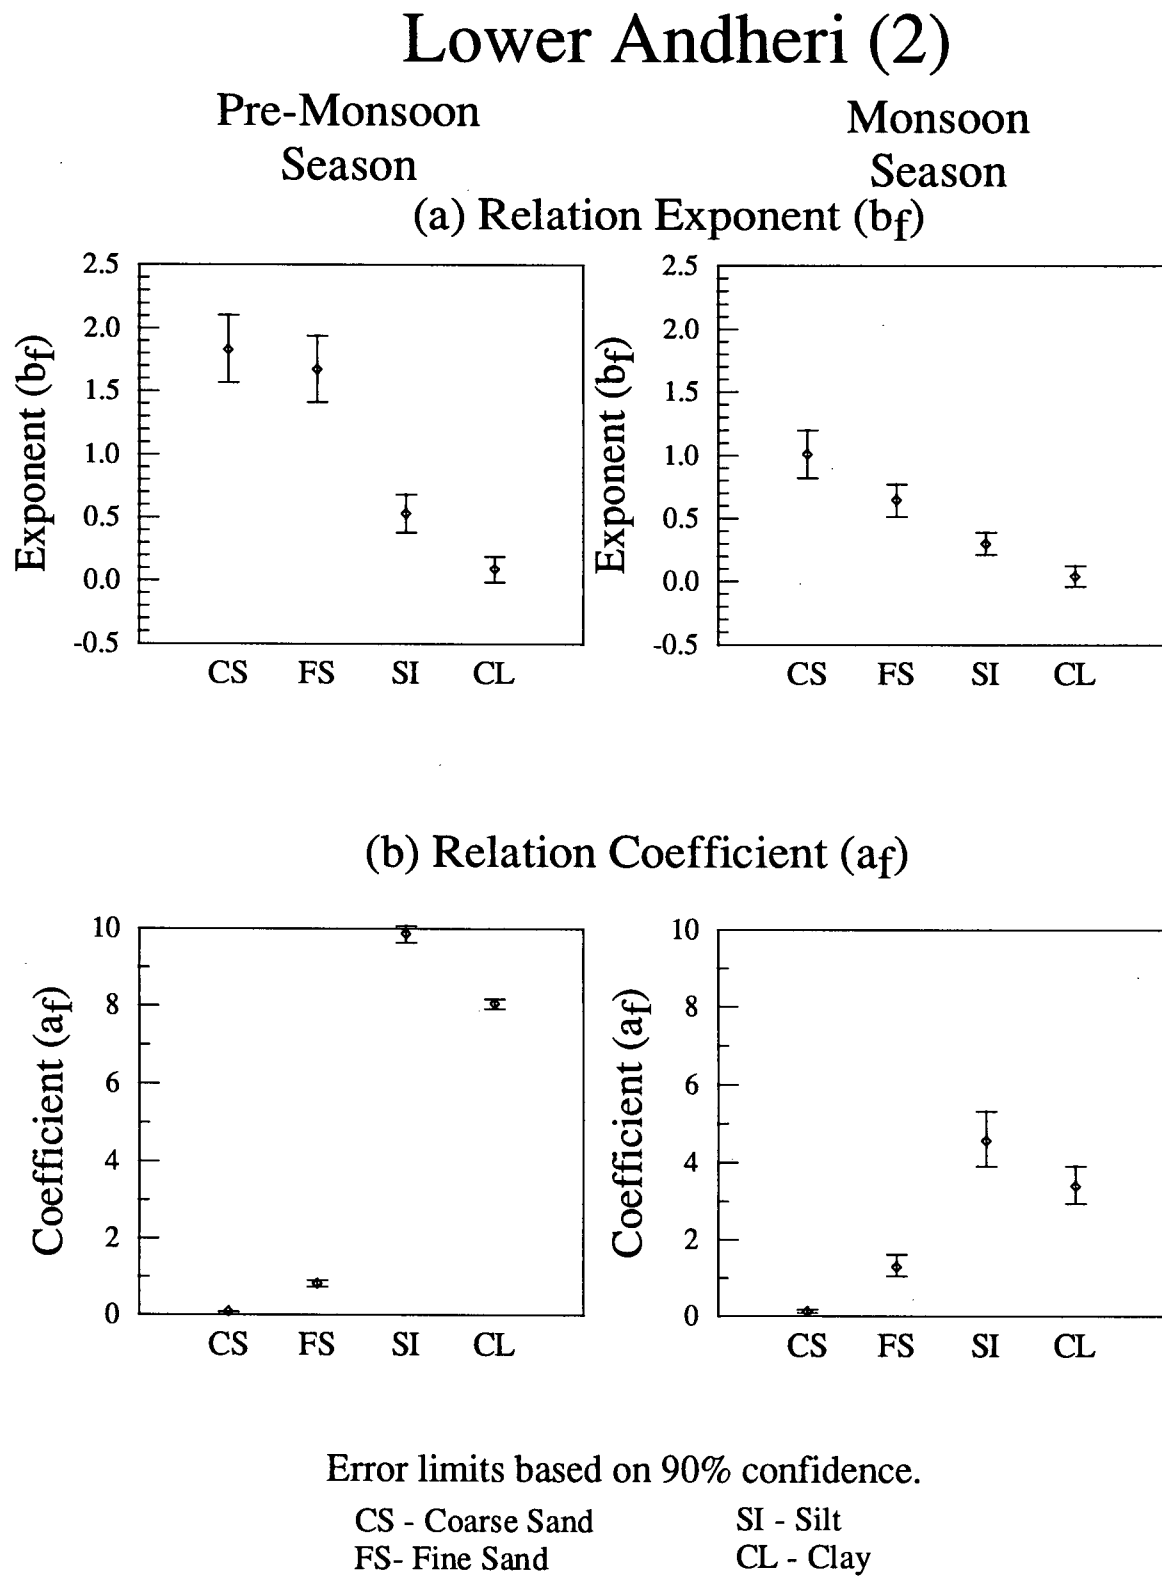 Lower Andheri (2)
Pre-Monsoon
Season
Monsoon
Season
(a) Relation Exponent (bf)
Exponent (bf)
2.5
2.0
1.5
1.0
0.5
0.0
-0.5
CS FS SI CL
Exponent (bf)
2.5
2.0
1.5
1.0
0.5
0.0
-0.5
CS FS SI CL
(b) Relation Coefficient (af)
Coefficient (af)
10
8
6
4
2
0
CS FS SI CL
Coefficient (af)
10
8
6
4
2
0
CS FS SI CL
Error limits based on 90% confidence.
CS - Coarse Sand
SI - Silt
FS- Fine Sand
CL - Clay